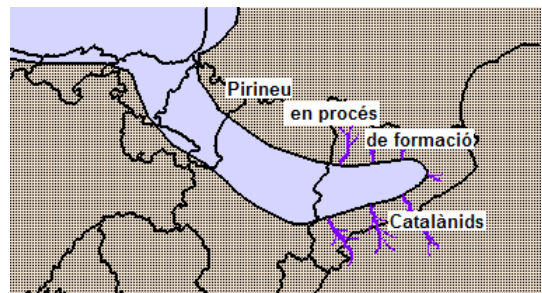 Pirineu
en procés
de formació
Catalànids